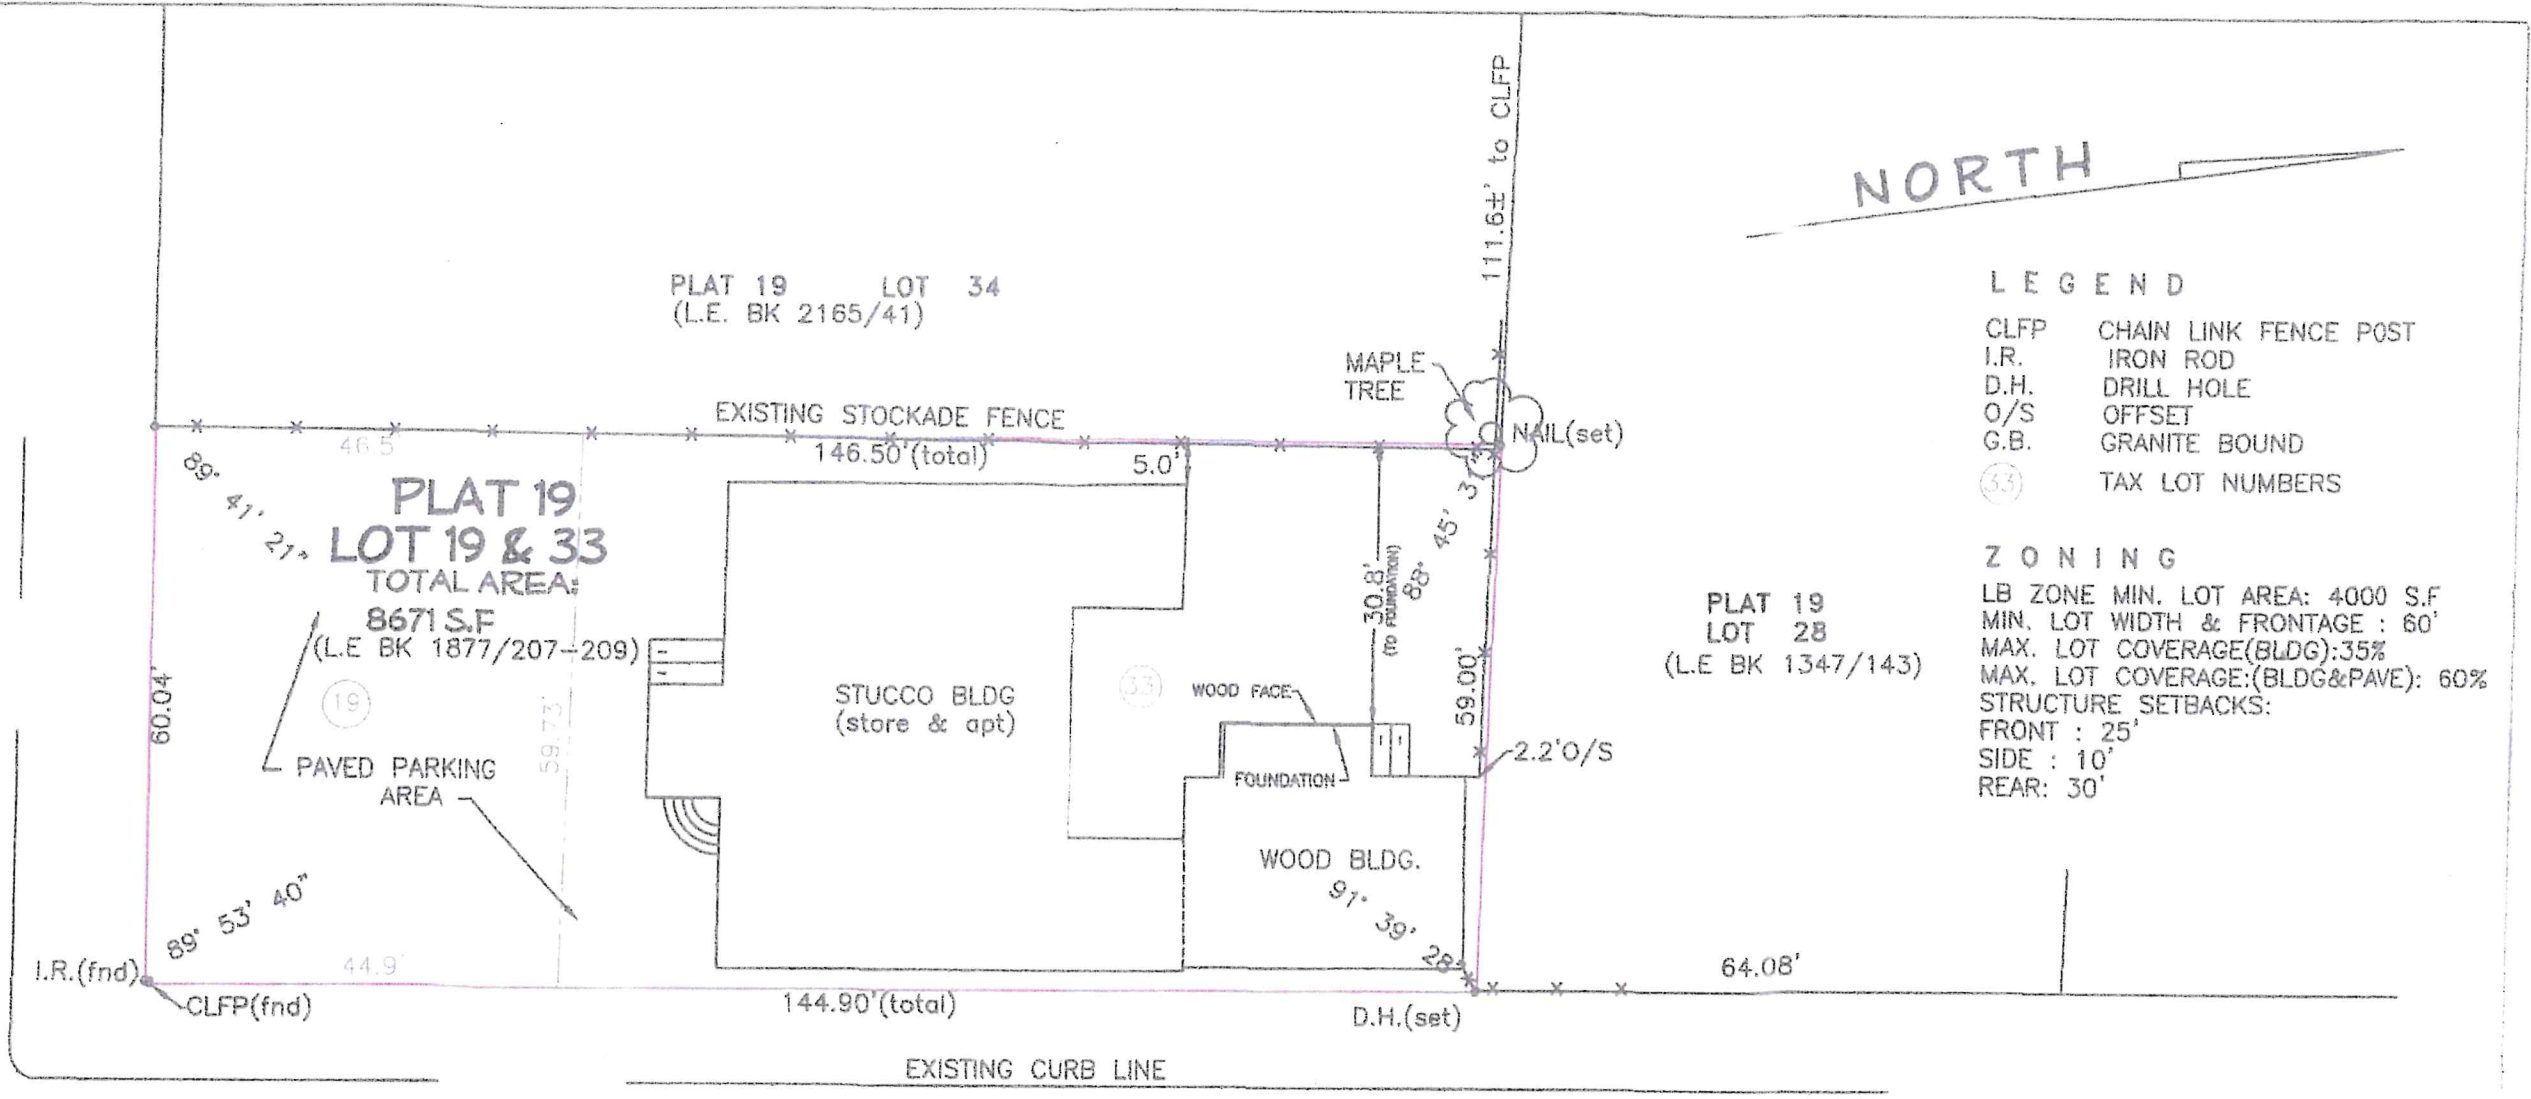 111.6±' to CLFP
NORTH
PLAT 19 LOT 34
(L.E. BK 2165/41)
MAPLE
TREE
EXISTING STOCKADE FENCE
NAIL(set)
46.5'
146.50'(total)
5.0'
89° 41' 27"
PLAT 19
LOT 19 & 33
TOTAL AREA:
8671 S.F
(L.E BK 1877/207-209)
60.04'
19
59.73'
PAVED PARKING
AREA
STUCCO BLDG
(store & apt)
33
WOOD FACE
FOUNDATION
30.8'
(to FOUNDATION)
88° 45'
59.00'
2.2'O/S
WOOD BLDG.
91° 39' 28"
89° 53' 40"
I.R.(fnd)
CLFP(fnd)
44.9'
144.90'(total)
D.H.(set)
64.08'
EXISTING CURB LINE
PLAT 19
LOT 28
(L.E BK 1347/143)
LEGEND
CLFP CHAIN LINK FENCE POST
I.R. IRON ROD
D.H. DRILL HOLE
O/S OFFSET
G.B. GRANITE BOUND
33 TAX LOT NUMBERS
ZONING
LB ZONE MIN. LOT AREA: 4000 S.F
MIN. LOT WIDTH & FRONTAGE : 60'
MAX. LOT COVERAGE(BLDG):35%
MAX. LOT COVERAGE:(BLDG&PAVE): 60%
STRUCTURE SETBACKS:
FRONT : 25'
SIDE : 10'
REAR: 30'